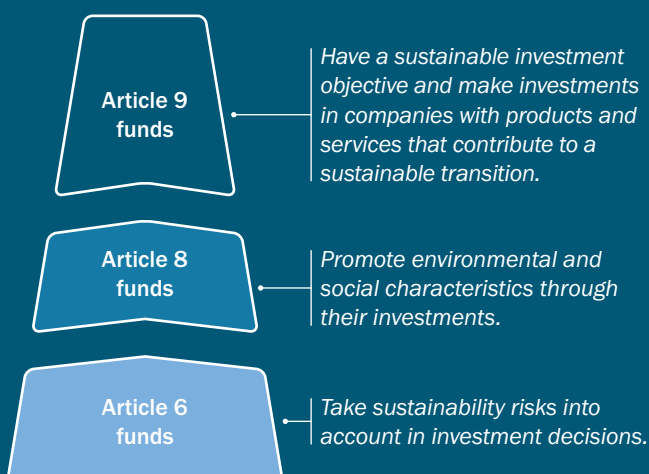 Article 9
funds
Have a sustainable investment
objective and make investments
in companies with products and
services that contribute to a
sustainable transition.
Article 8
funds
Promote environmental and
social characteristics through
their investments.
Article 6
funds
Take sustainability risks into
account in investment decisions.